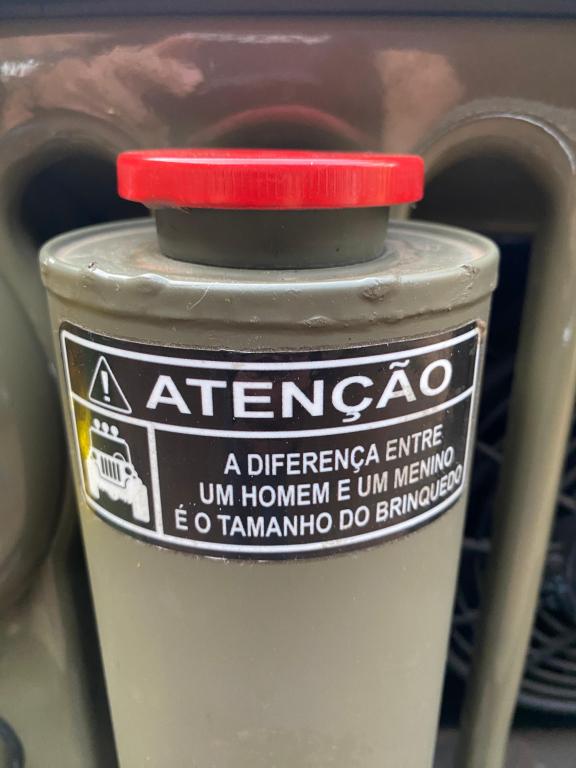 ATENÇÃO
A DIFERENÇA ENTRE
UM HOMEM E UM MENINO
É O TAMANHO DO BRINQUEDO